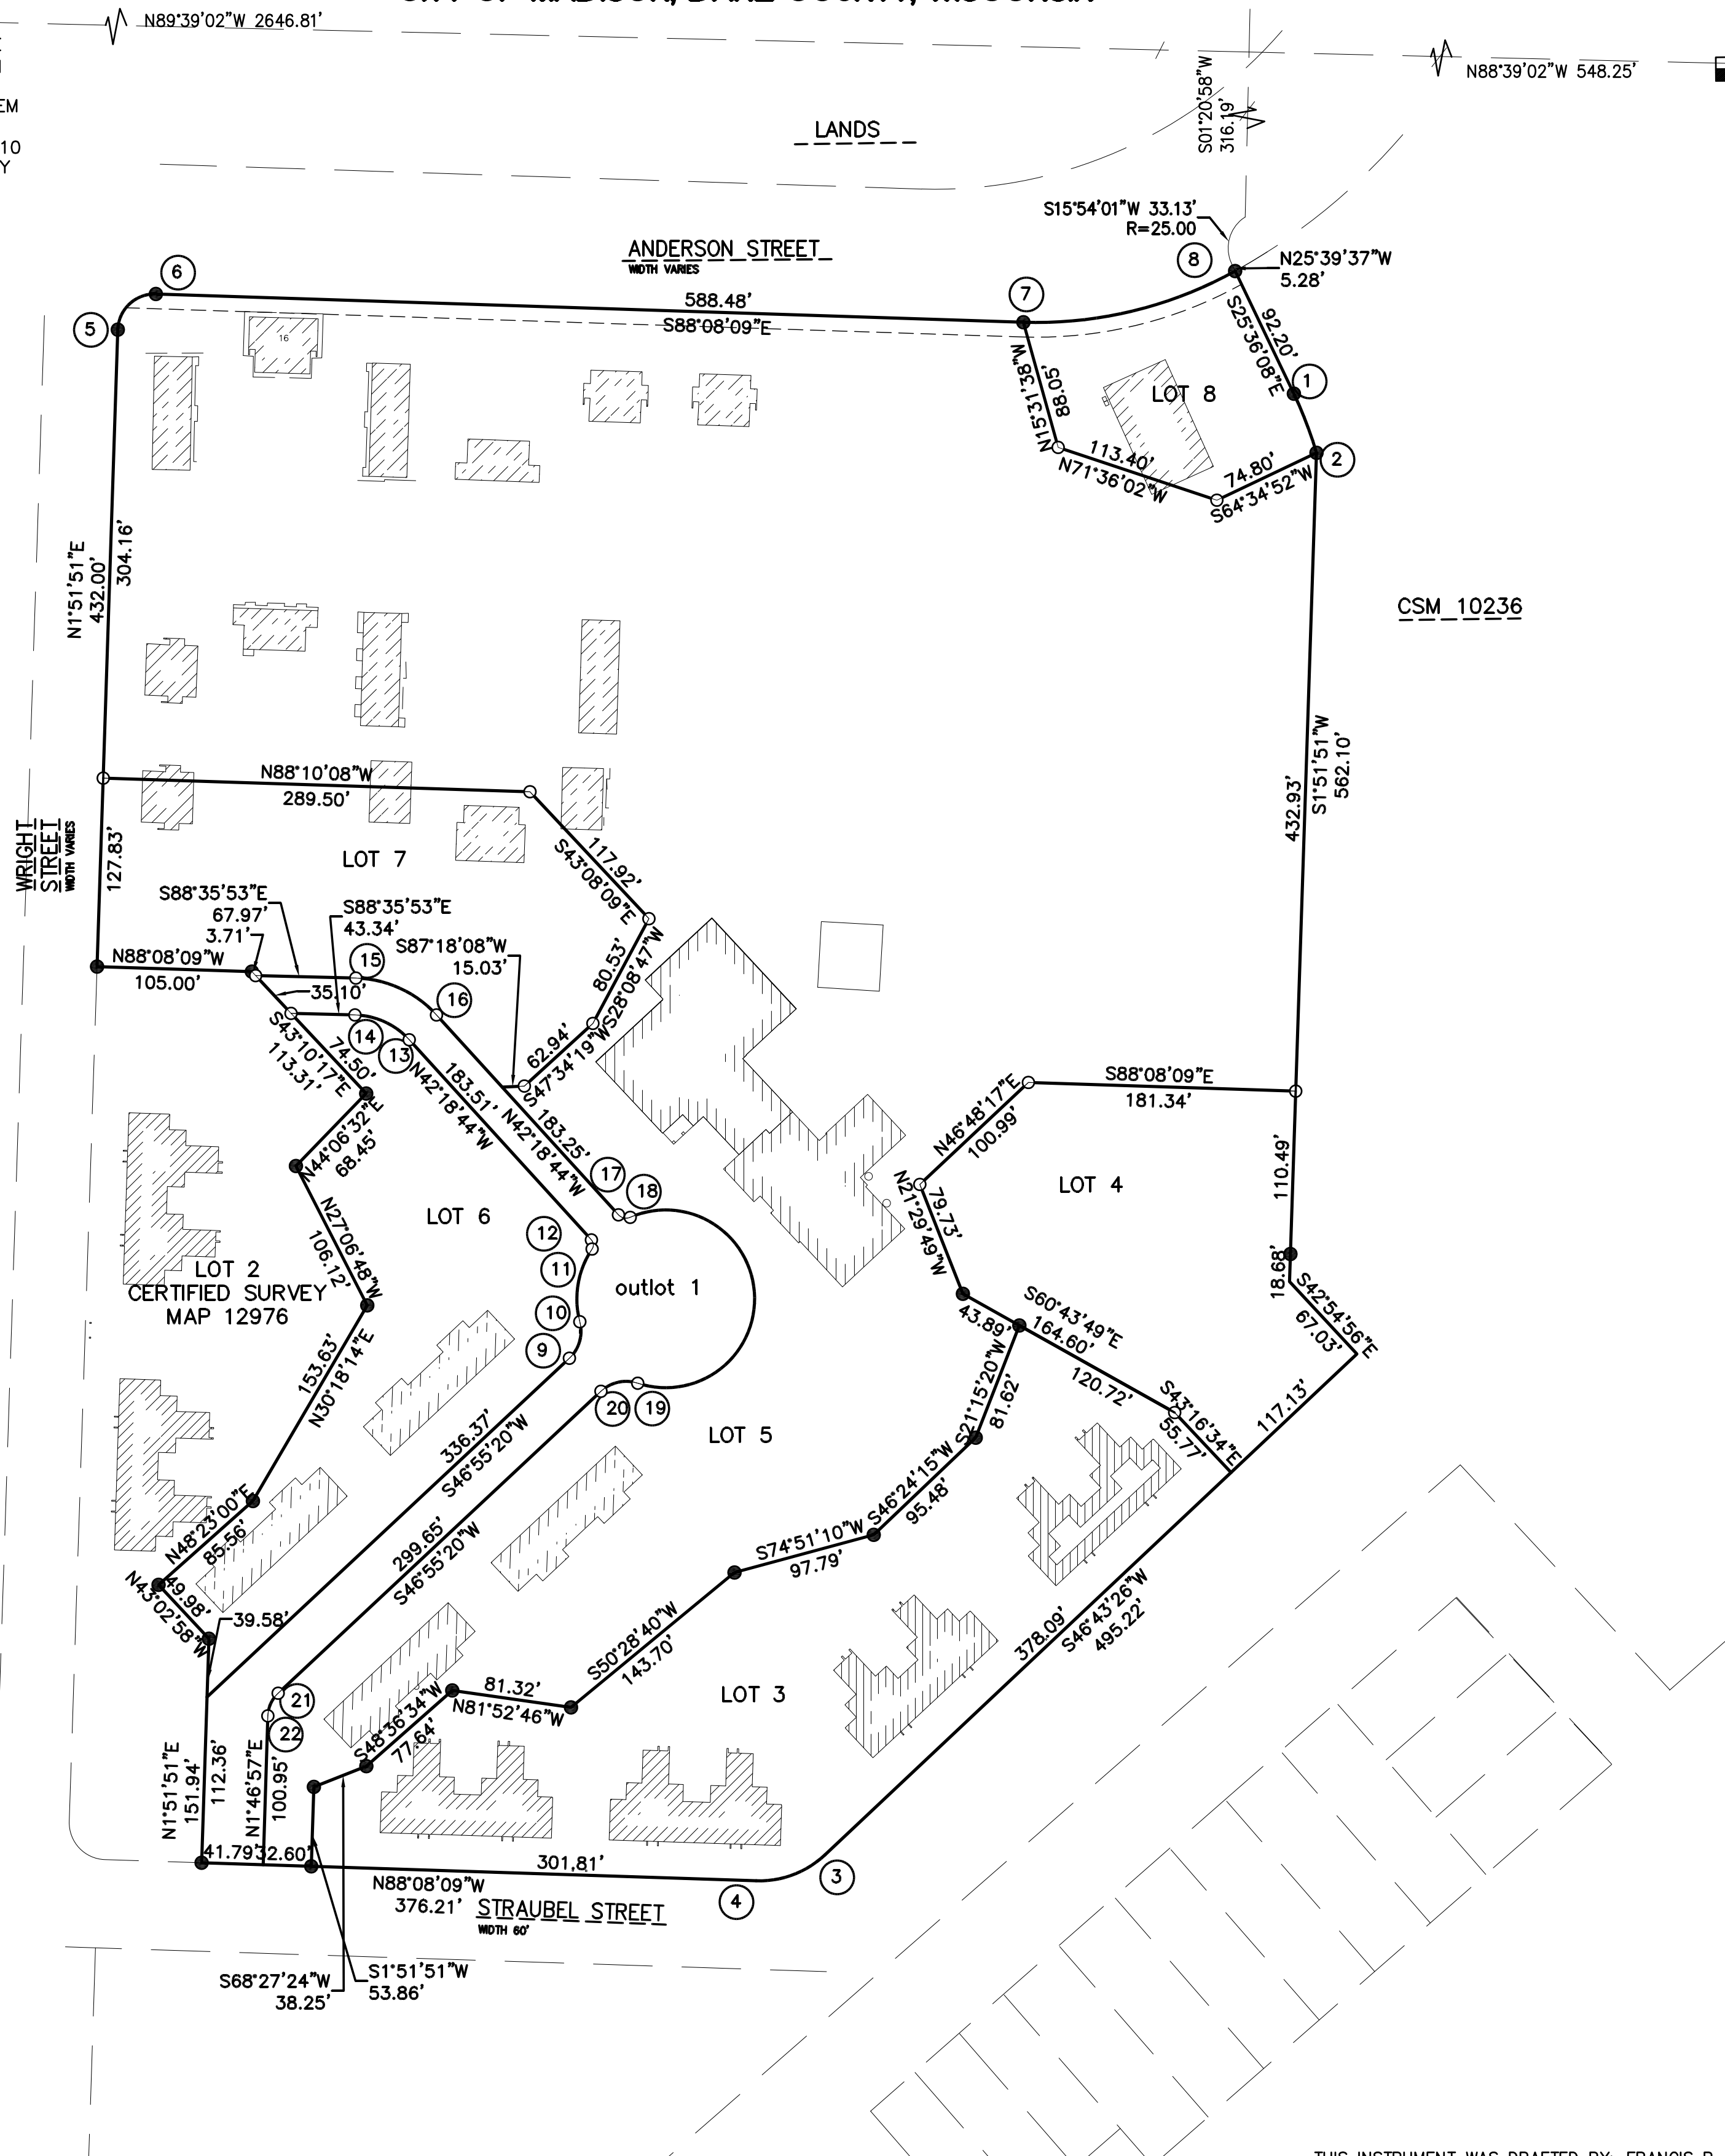 N89°39'02"W 2646.81'
N88°39'02"W 548.25'
EM
10
Y
S01°20'58"W
316.19'
LANDS
S15°54'01"W 33.13'
R=25.00
N25°39'37"W
5.28'
ANDERSON STREET
WIDTH VARIES
8
6
7
5
588.48'
S88°08'09"E
16
92.20'
S25°36'08"E
1
LOT 8
N15°31'38"W
88.05'
113.40'
N71°36'02"W
74.80'
S64°34'52"W
2
N1°51'51"E
432.00'
304.16'
CSM 10236
S1°51'51"W
562.10'
432.93'
N88°10'08"W
289.50'
WRIGHT
STREET
WIDTH VARIES
127.83'
LOT 7
117.92'
S43°08'09"E
S88°35'53"E
67.97'
3.71'
S88°35'53"E
43.34'
S87°18'08"W
15.03'
80.53'
S28°08'47"W
N88°08'09"W
105.00'
15
35.10'
16
14
13
62.94'
S47°34'19"W
S43°10'17"E
113.31'
74.50'
183.51'
N42°18'44"W
183.25'
N42°18'44"W
S88°08'09"E
181.34'
N46°48'17"E
100.99'
N44°06'32"E
68.45'
17
18
LOT 4
110.49'
N21°29'49"W
79.73'
LOT 6
N27°06'48"W
106.12'
12
11
10
9
outlot 1
LOT 2
CERTIFIED SURVEY
MAP 12976
18.68'
S42°54'56"E
67.03'
43.89'
S60°43'49"E
164.60'
120.72'
153.63'
N30°18'14"E
S21°15'20"W
81.62'
117.13'
S43°16'34"E
55.77'
20
19
336.37'
S46°55'20"W
LOT 5
S46°24'15"W
95.48'
N48°23'00"E
85.56'
299.65'
S46°55'20"W
S74°51'10"W
97.79'
49.98'
N43°02'58"W
39.58'
S50°28'40"W
143.70'
378.09'
S46°43'26"W
495.22'
21
22
81.32'
N81°52'46"W
LOT 3
S48°36'34"W
77.64'
N1°51'51"E
151.94'
112.36'
N1°46'57"E
100.95'
41.79'
32.60'
301.81'
3
N88°08'09"W
376.21'
4
STRAUBEL STREET
WIDTH 60'
S68°27'24"W
38.25'
S1°51'51"W
53.86'